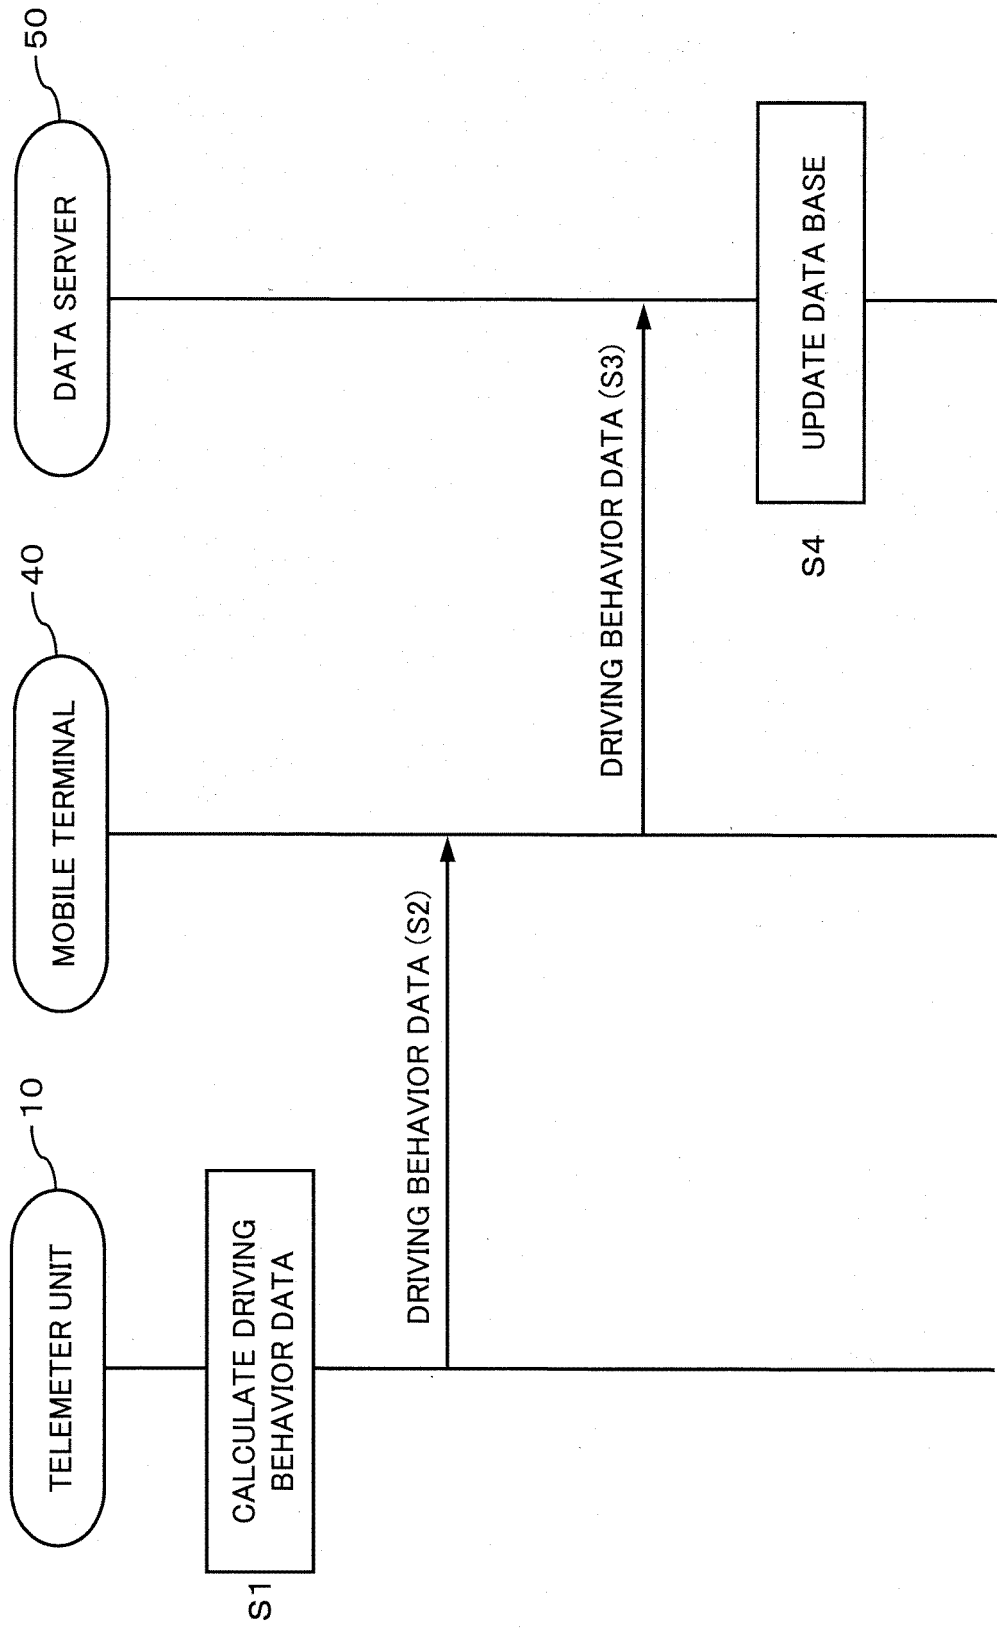 10
TELEMETER UNIT
40
MOBILE TERMINAL
50
DATA SERVER
S1
CALCULATE DRIVING
BEHAVIOR DATA
DRIVING BEHAVIOR DATA (S2)
DRIVING BEHAVIOR DATA (S3)
S4
UPDATE DATA BASE